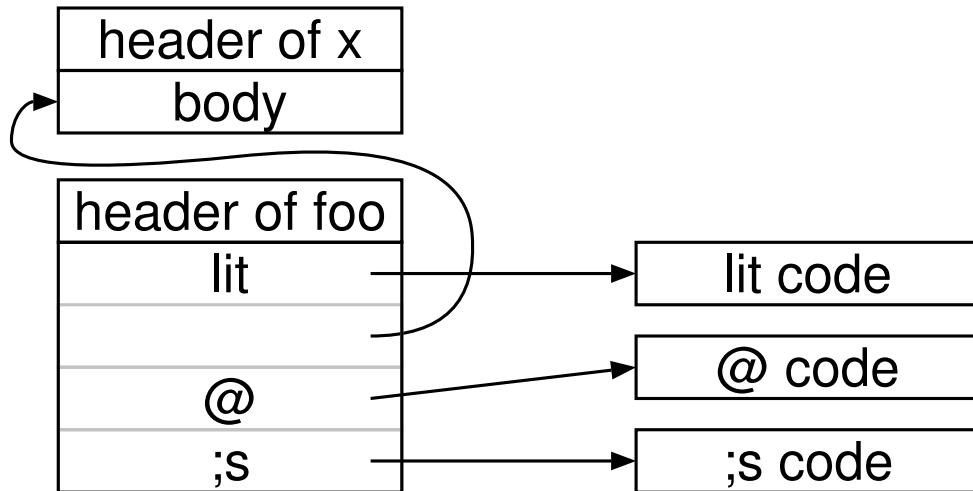 header of x
body
header of foo
lit
lit code
@
@ code
;s
;s code